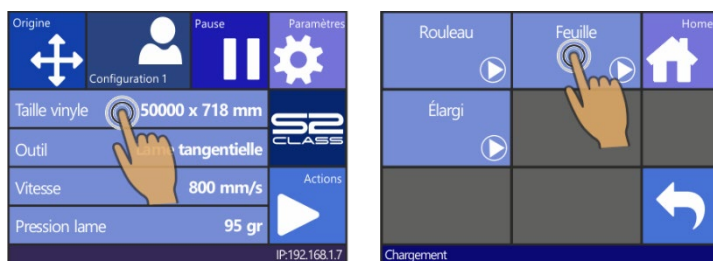 Origine
Configuration 1
Pause
Paramètres
Taille vinyle 50000 x 718 mm
Outil tangentielle
S2 CLASS
Vitesse 800 mm/s
Actions
Pression lame 95 gr
IP:192.168.1.7
Rouleau
Feuille
Home
Élargi
Chargement